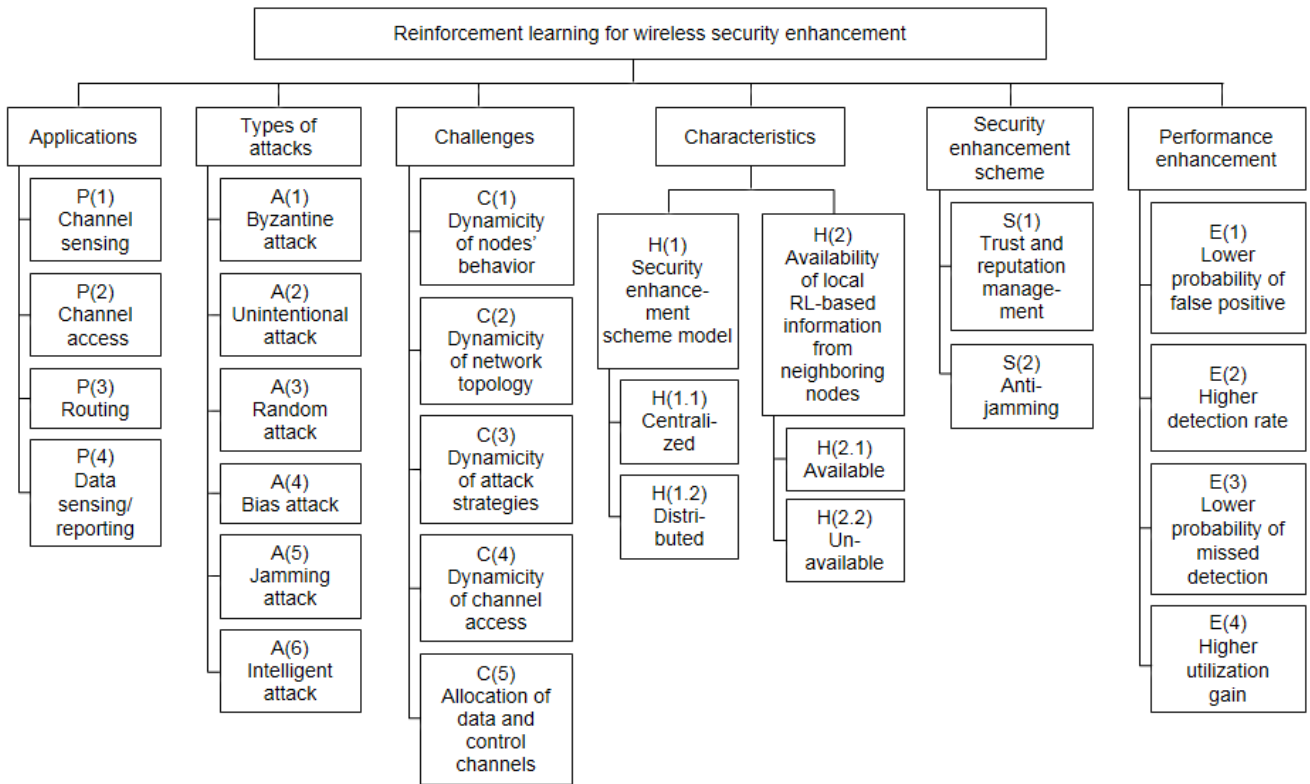 Reinforcement learning for wireless security enhancement
Applications
P(1)
Channel
sensing
P(2)
Channel
access
P(3)
Routing
P(4)
Data
sensing/
reporting
Types of
attacks
A(1)
Byzantine
attack
A(2)
Unintentional
attack
A(3)
Random
attack
A(4)
Bias attack
A(5)
Jamming
attack
A(6)
Intelligent
attack
Challenges
C(1)
Dynamicity
of nodes’
behavior
C(2)
Dynamicity
of network
topology
C(3)
Dynamicity
of attack
strategies
C(4)
Dynamicity
of channel
access
C(5)
Allocation of
data and
control
channels
Characteristics
H(1)
Security
enhance-
ment
scheme model
H(1.1)
Centrali-
zed
H(1.2)
Distri-
buted
H(2)
Availability
of local
RL-based
information
from
neighboring
nodes
H(2.1)
Available
H(2.2)
Un-
available
Security
enhancement
scheme
S(1)
Trust and
reputation
manage-
ment
S(2)
Anti-
jamming
Performance
enhancement
E(1)
Lower
probability of
false positive
E(2)
Higher
detection rate
E(3)
Lower
probability of
missed
detection
E(4)
Higher
utilization
gain